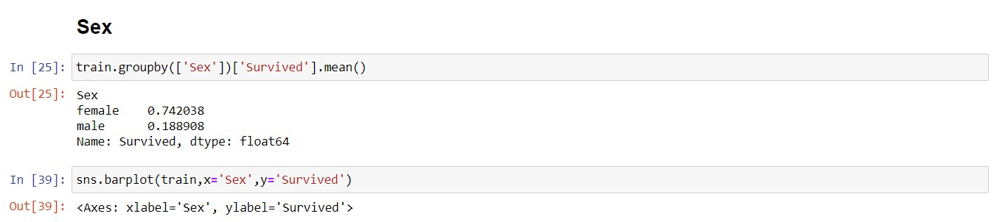 Sex
In [25]: train.groupby(['Sex'])['Survived'].mean()
Out[25]: Sex
female    0.742038
male      0.188908
Name: Survived, dtype: float64
In [39]: sns.barplot(train,x='Sex',y='Survived')
Out[39]: <Axes: xlabel='Sex', ylabel='Survived'>